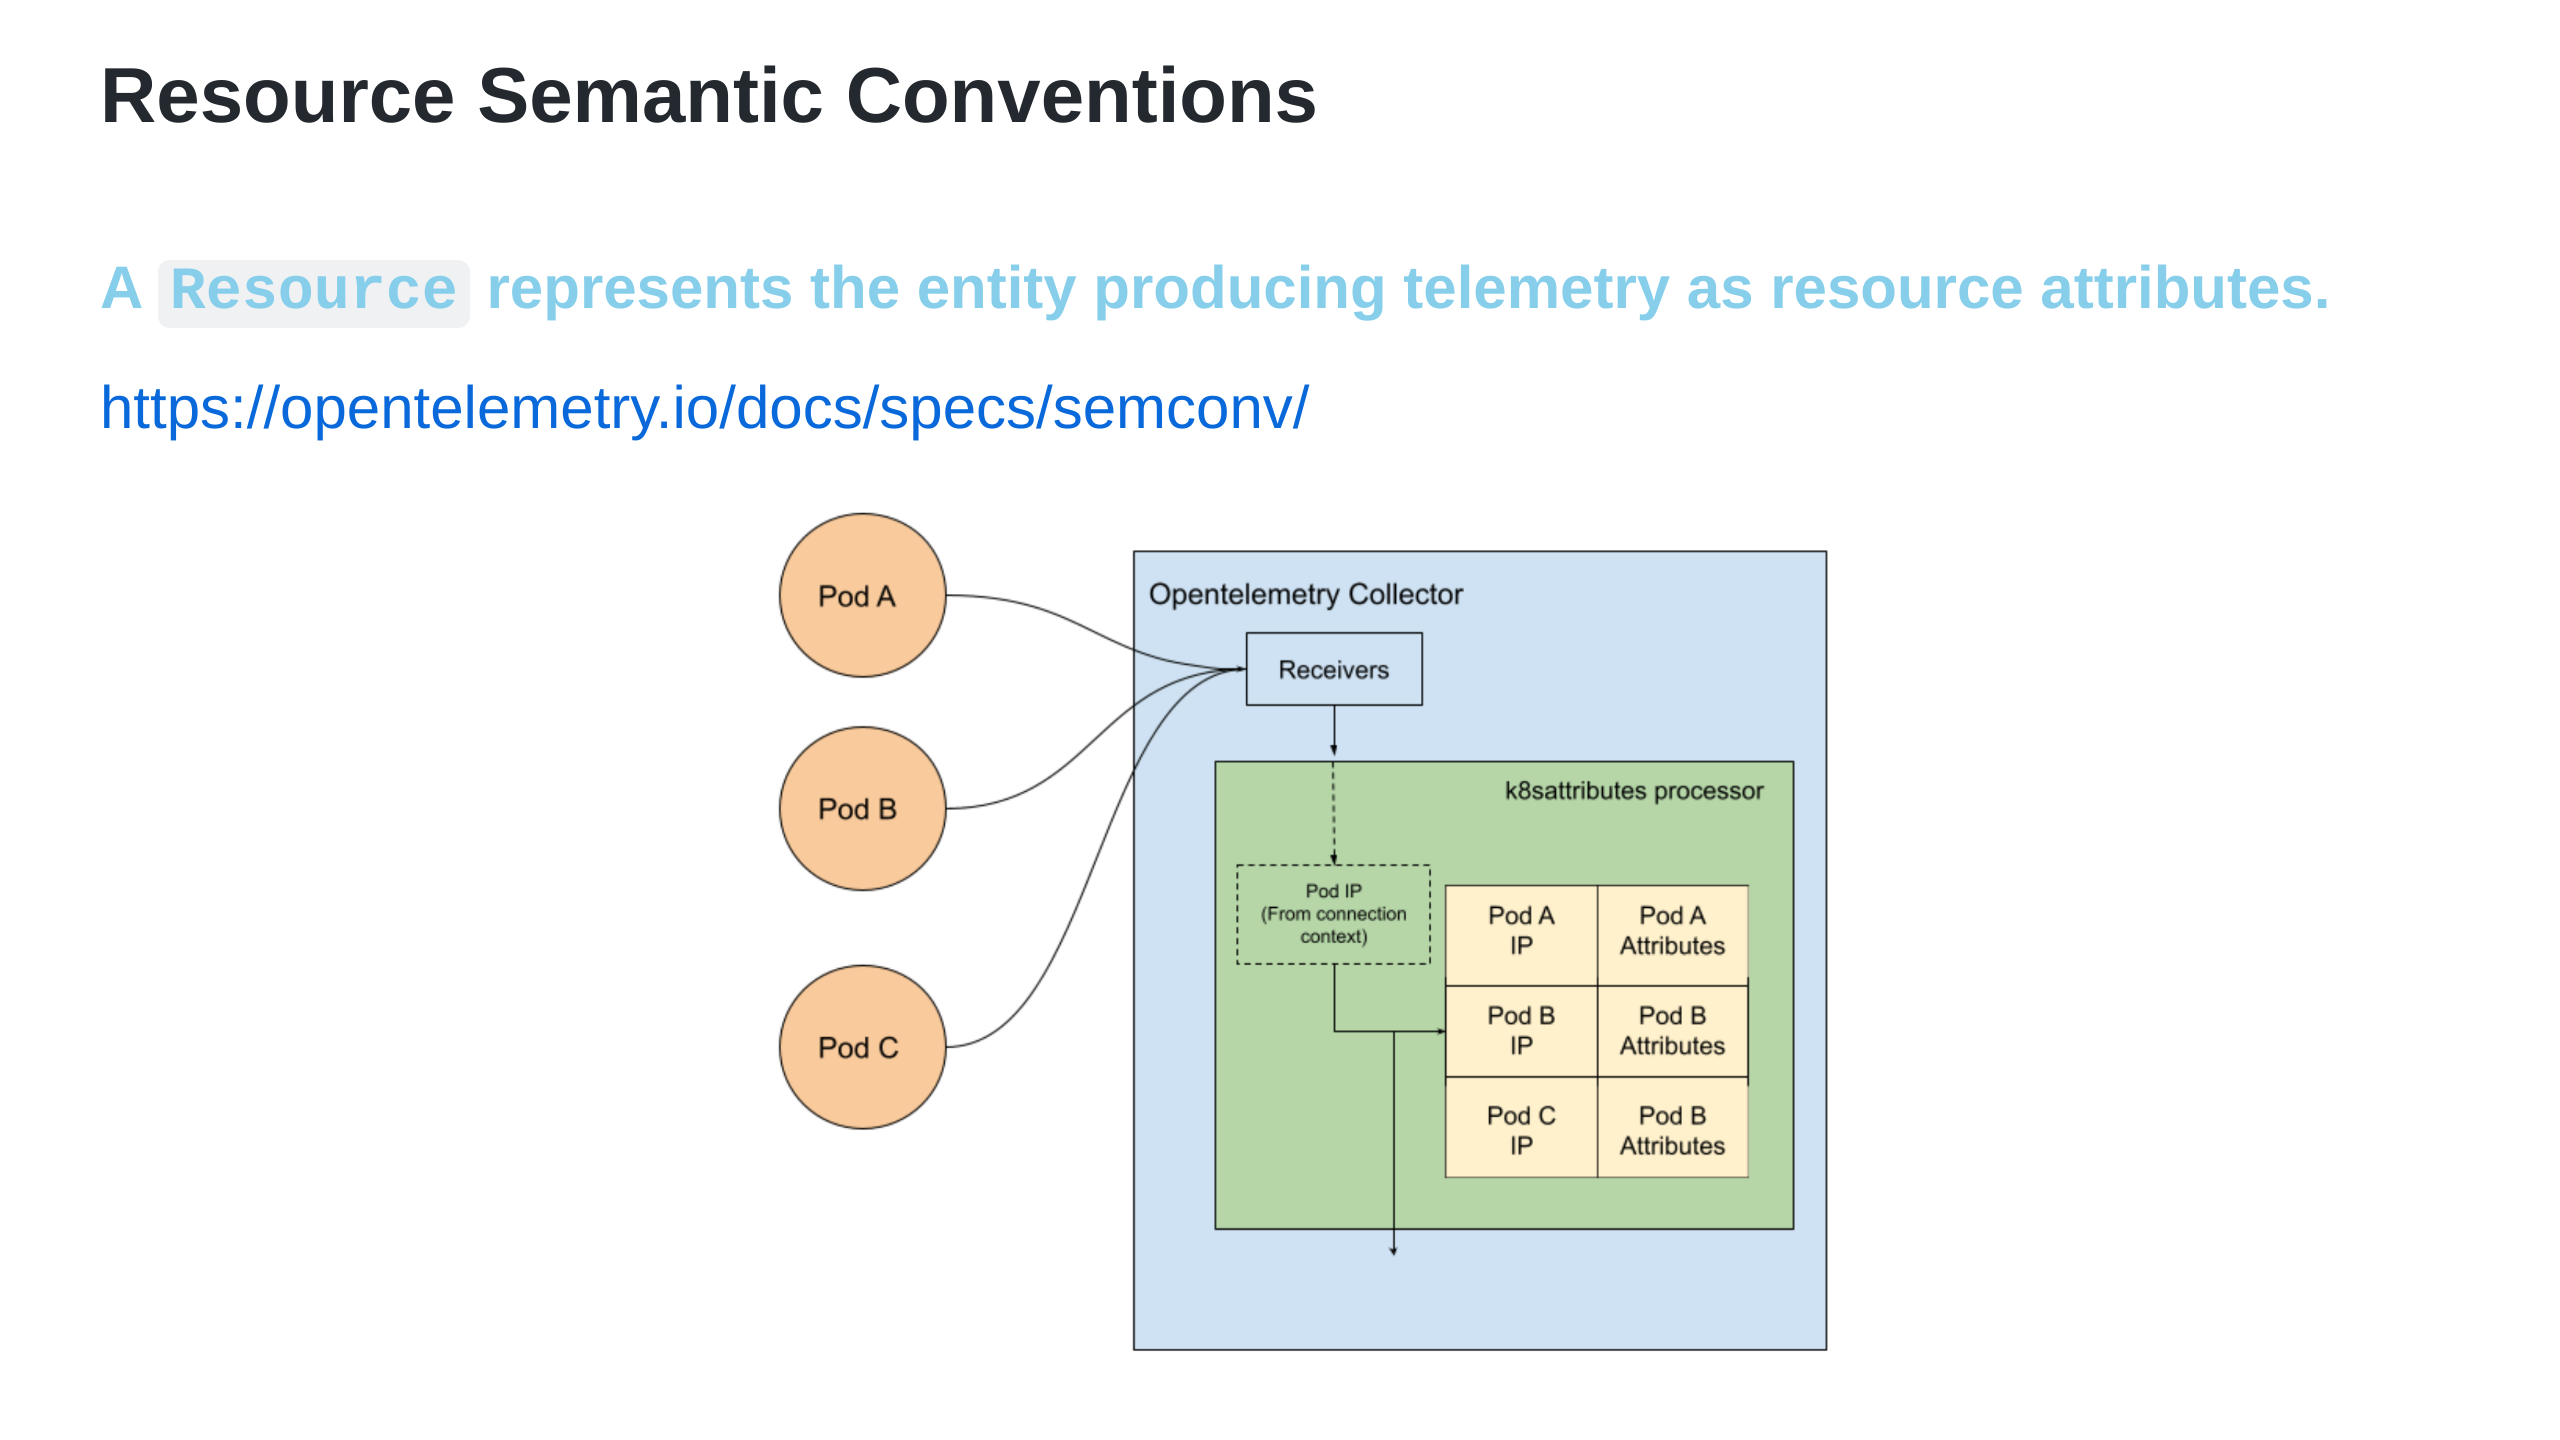 Resource Semantic Conventions
A Resource represents the entity producing telemetry as resource attributes.
https://opentelemetry.io/docs/specs/semconv/
Pod A
Pod B
Pod C
Opentelemetry Collector
Receivers
k8sattributes processor
Pod IP
(From connection
context)
Pod A
IP
Pod A
Attributes
Pod B
IP
Pod B
Attributes
Pod C
IP
Pod B
Attributes